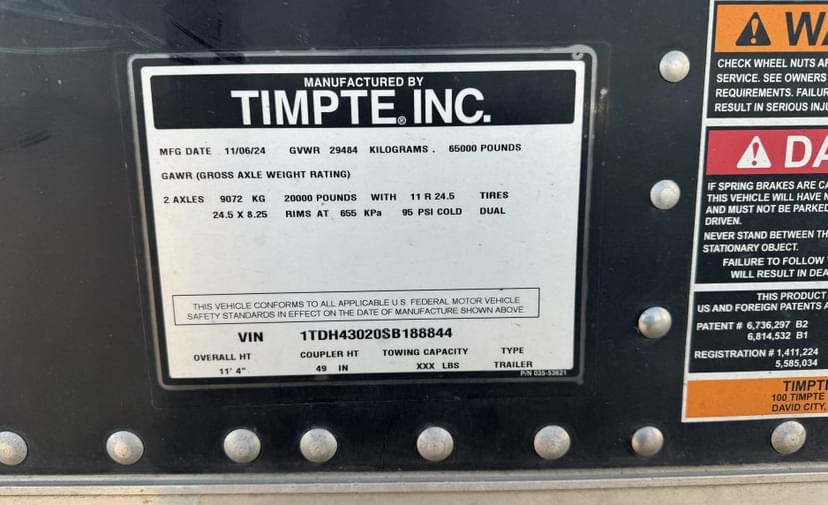 MANUFACTURED BY
TIMPTE® INC.
MFG DATE 11/06/24 GVWR 29484 KILOGRAMS . 65000 POUNDS
GAWR (GROSS AXLE WEIGHT RATING)
2 AXLES 9072 KG 20000 POUNDS WITH 11 R 24.5 TIRES
24.5 X 8.25 RIMS AT 655 KPa 95 PSI COLD DUAL
THIS VEHICLE CONFORMS TO ALL APPLICABLE U.S. FEDERAL MOTOR VEHICLE
SAFETY STANDARDS IN EFFECT ON THE DATE OF MANUFACTURE SHOWN ABOVE.
VIN 1TDH43020SB188844
OVERALL HT COUPLER HT TOWING CAPACITY TYPE
11' 4" 49 IN XXX LBS TRAILER
P/N 035-53621
CHECK WHEEL NUTS
SERVICE. SEE OWNERS
REQUIREMENTS.
RESULT IN SERIOUS
IF SPRING BRAKES ARE
THIS VEHICLE WILL HAVE
AND MUST NOT BE PARKED
DRIVEN.
NEVER STAND BETWEEN
STATIONARY OBJECT.
FAILURE TO FOLLOW
WILL RESULT IN
THIS PRODUCT
US AND FOREIGN PATENTS
PATENT # 6,736,297 B2
6,814,532 B1
REGISTRATION # 1,411,224
5,585,034
100 TIMPTE
DAVID CITY,